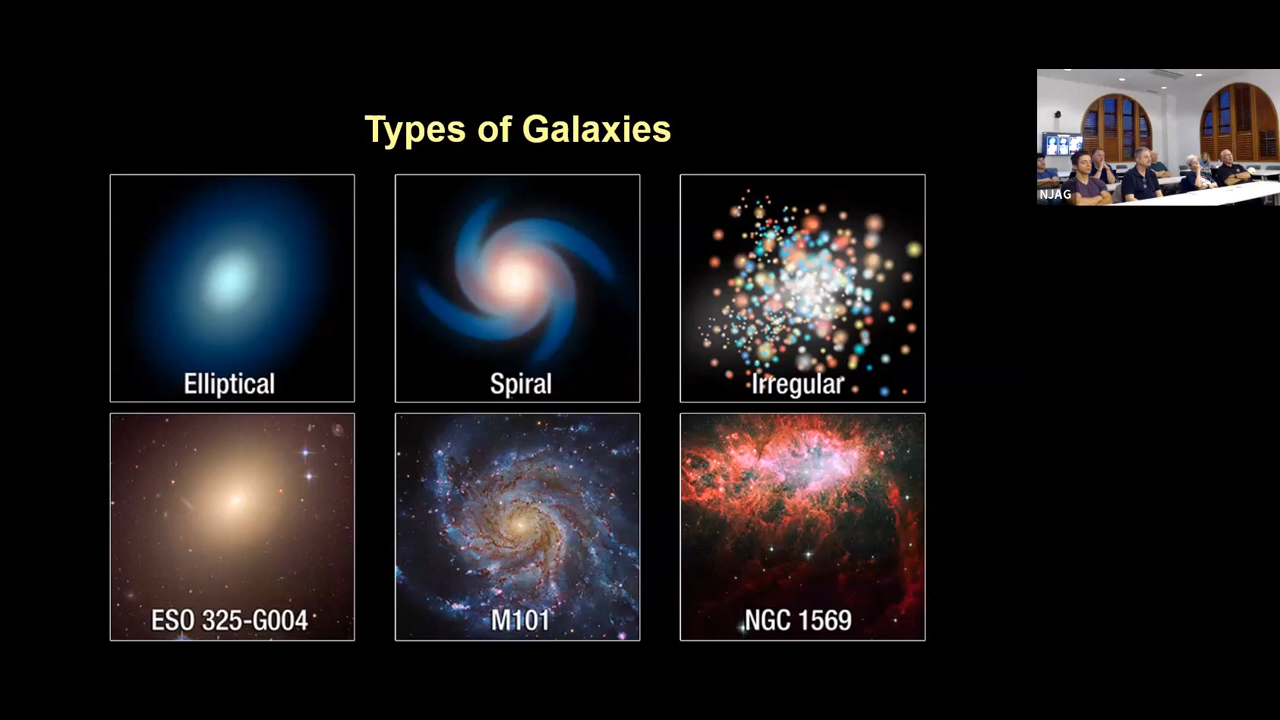 Types of Galaxies
Elliptical
Spiral
Irregular
ESO 325-G004
M101
NGC 1569
NJAG